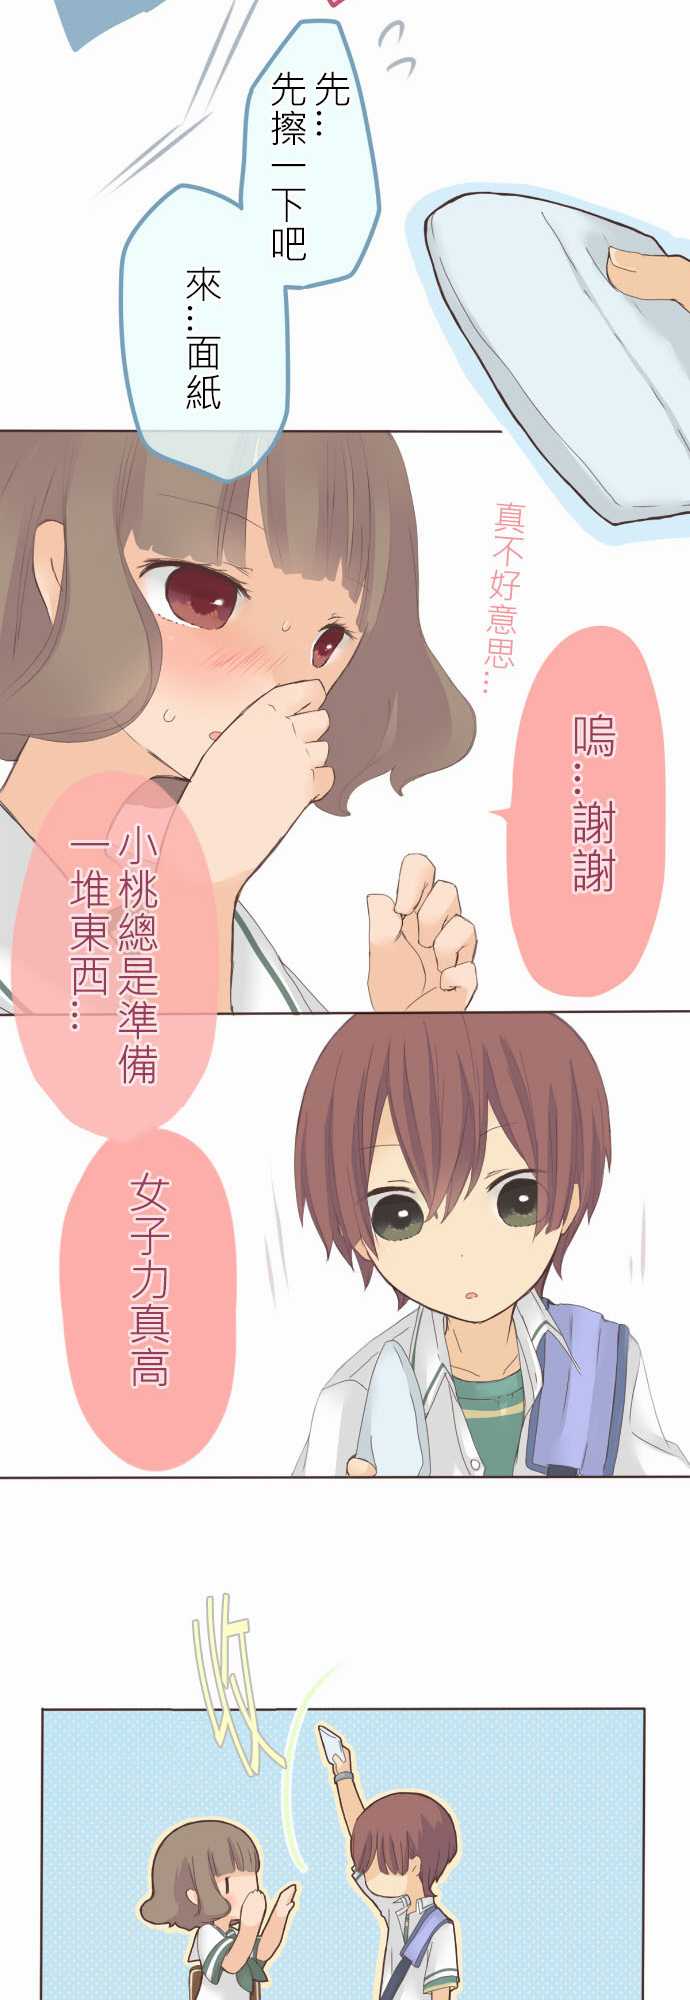 先…
先擦一下吧
來…面紙
真不好意思…
嗚…謝謝
小桃總是準備
一堆東西…
女子力真高
收